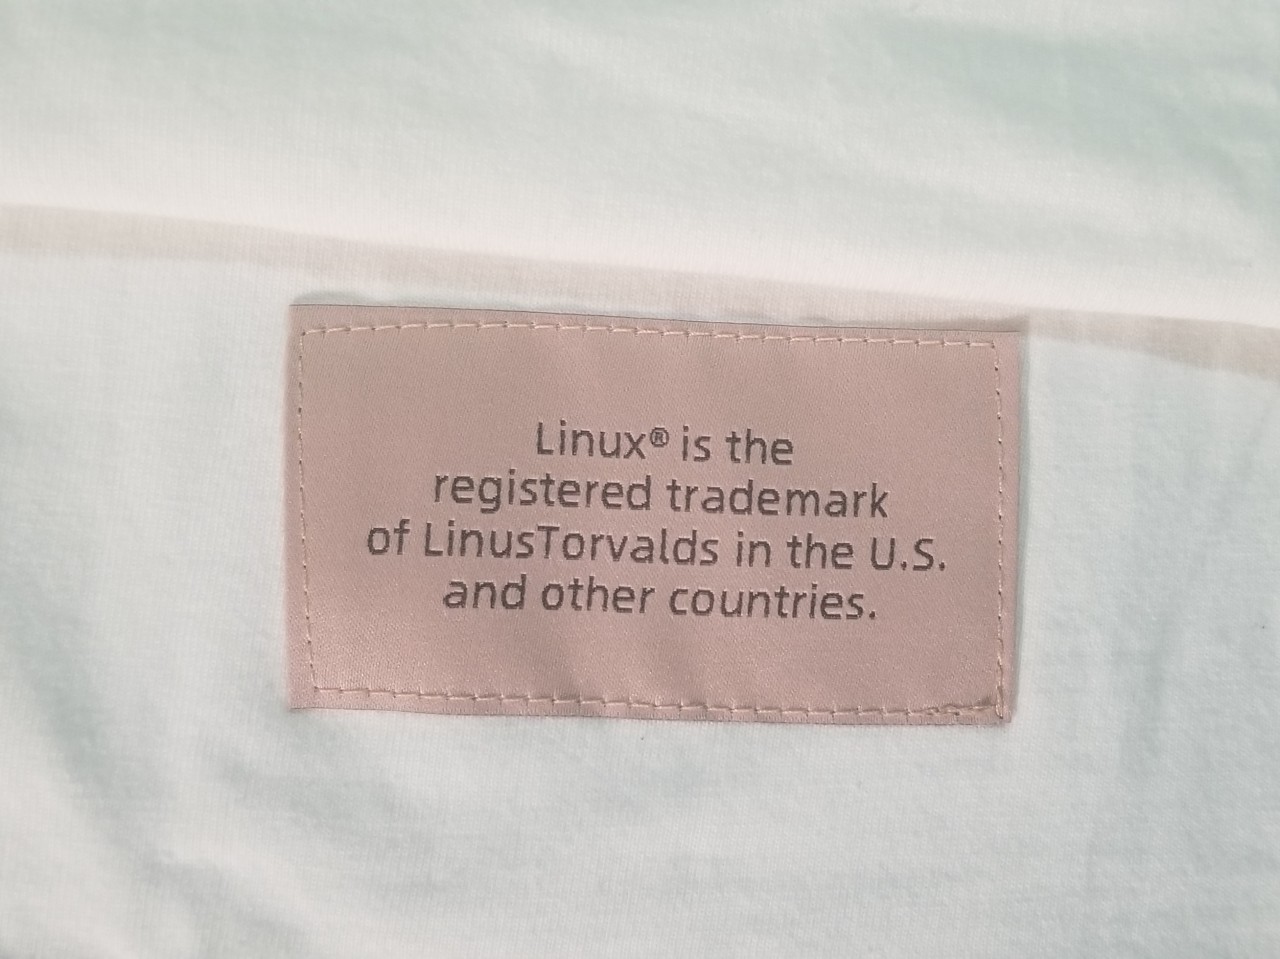 Linux® is the
registered trademark
of LinusTorvalds in the U.S.
and other countries.